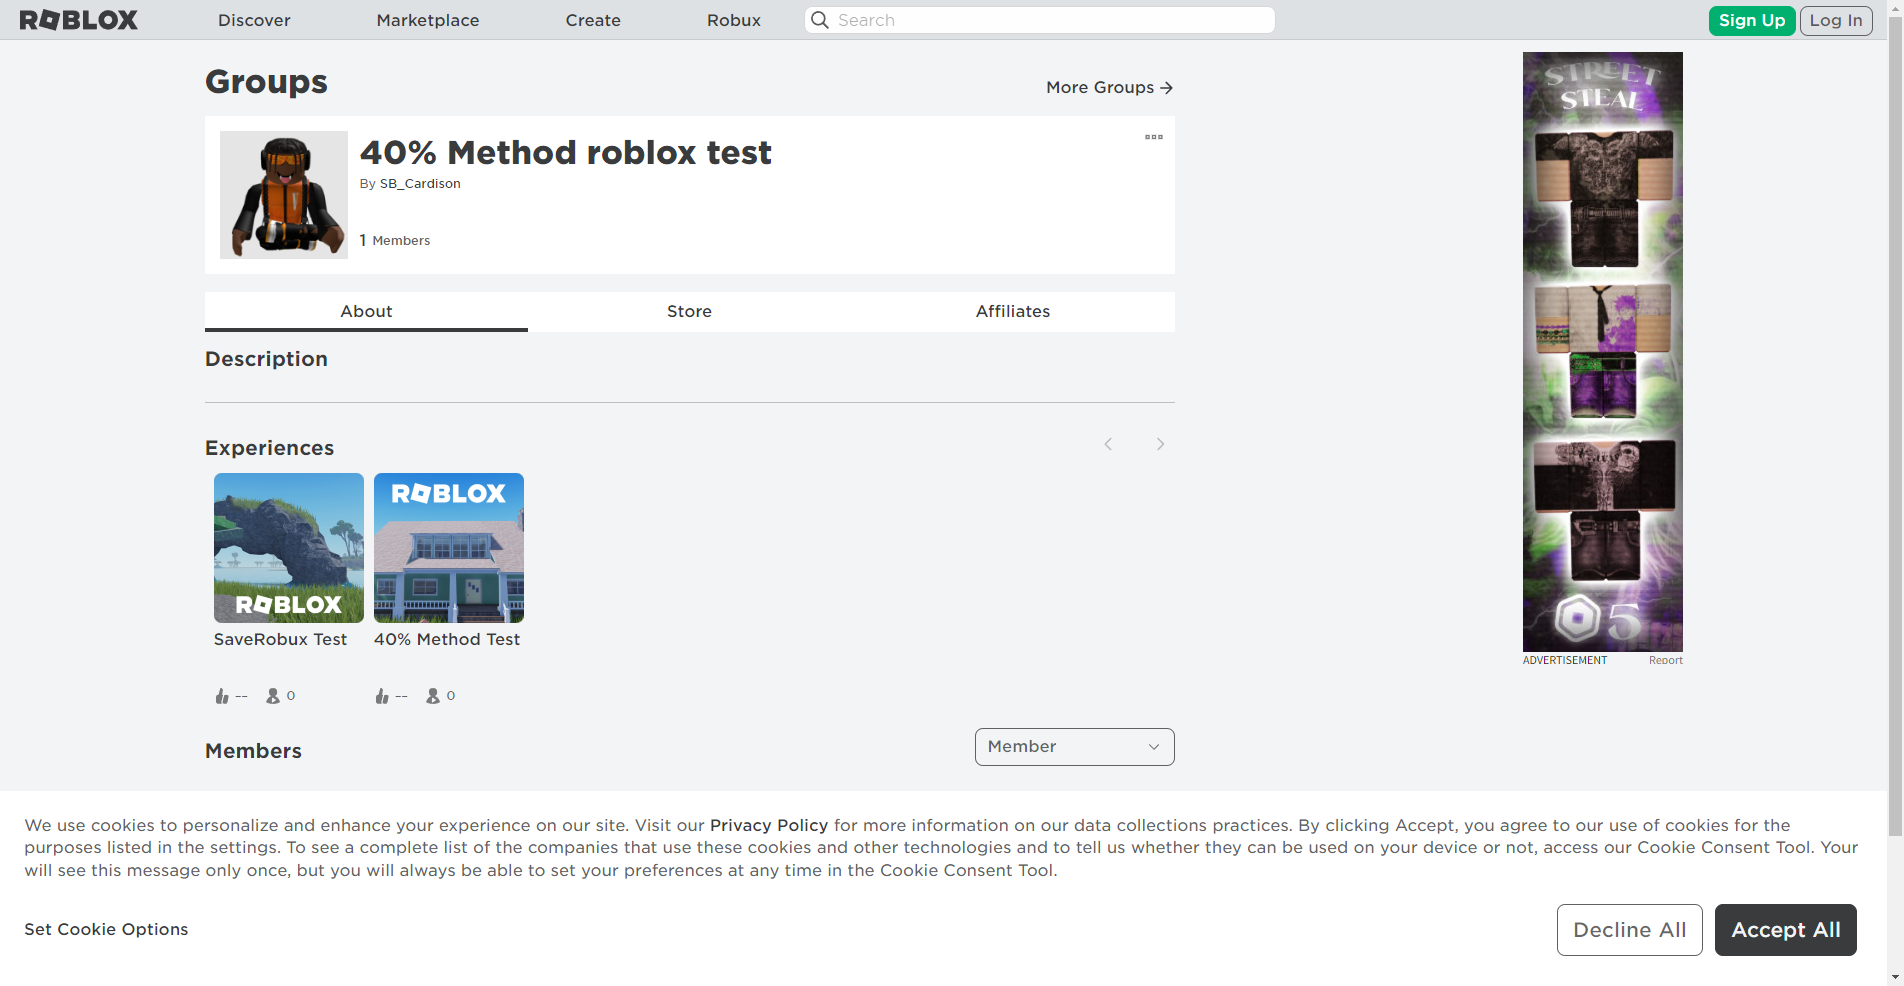 ROBLOX
Discover
Marketplace
Create
Robux
Search
Sign Up
Log In
Groups
More Groups
40% Method roblox test
By SB_Cardison
1 Members
About
Store
Affiliates
Description
Experiences
ROBLOX
SaveRobux Test
-- 0
ROBLOX
40% Method Test
-- 0
Members
Member
STREET
STEAL
5
ADVERTISEMENT
Report
We use cookies to personalize and enhance your experience on our site. Visit our Privacy Policy for more information on our data collections practices. By clicking Accept, you agree to our use of cookies for the
purposes listed in the settings. To see a complete list of the companies that use these cookies and other technologies and to tell us whether they can be used on your device or not, access our Cookie Consent Tool. Your
will see this message only once, but you will always be able to set your preferences at any time in the Cookie Consent Tool.
Set Cookie Options
Decline All
Accept All